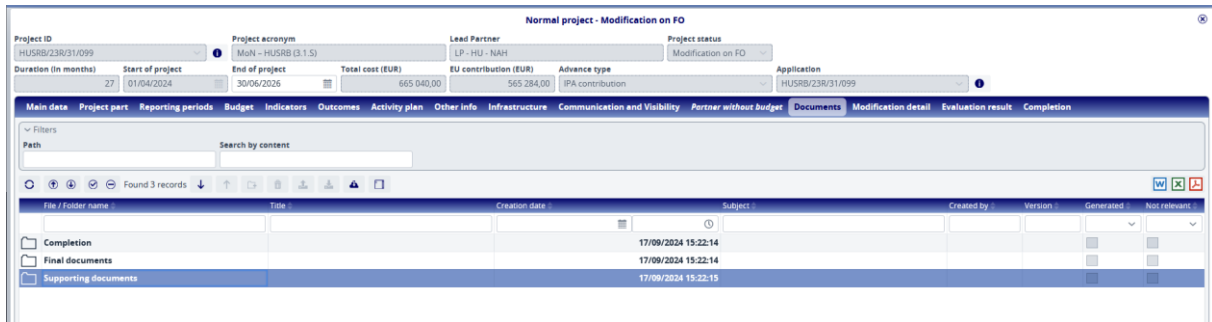 Normal project - Modification on FO
Project ID Project acronym Lead Partner Project status
HUSRB/23R/31/099 MoN – HUSRB (3.1.5) LP - HU - NAH Modification on FO
Duration (in months) Start of project End of project Total cost (EUR) EU contribution (EUR) Advance type Application
27 01/04/2024 30/06/2026 665 040,00 565 284,00 IPA contribution HUSRB/23R/31/099
Main data Project part Reporting periods Budget Indicators Outcomes Activity plan Other info Infrastructure Communication and Visibility Partner without budget Documents Modification detail Evaluation result Completion
Filters
Path Search by content
Found 3 records
File / Folder name Title Creation date Subject Created by Version Generated Not relevant
Completion 17/09/2024 15:22:14
Final documents 17/09/2024 15:22:14
Supporting documents 17/09/2024 15:22:15